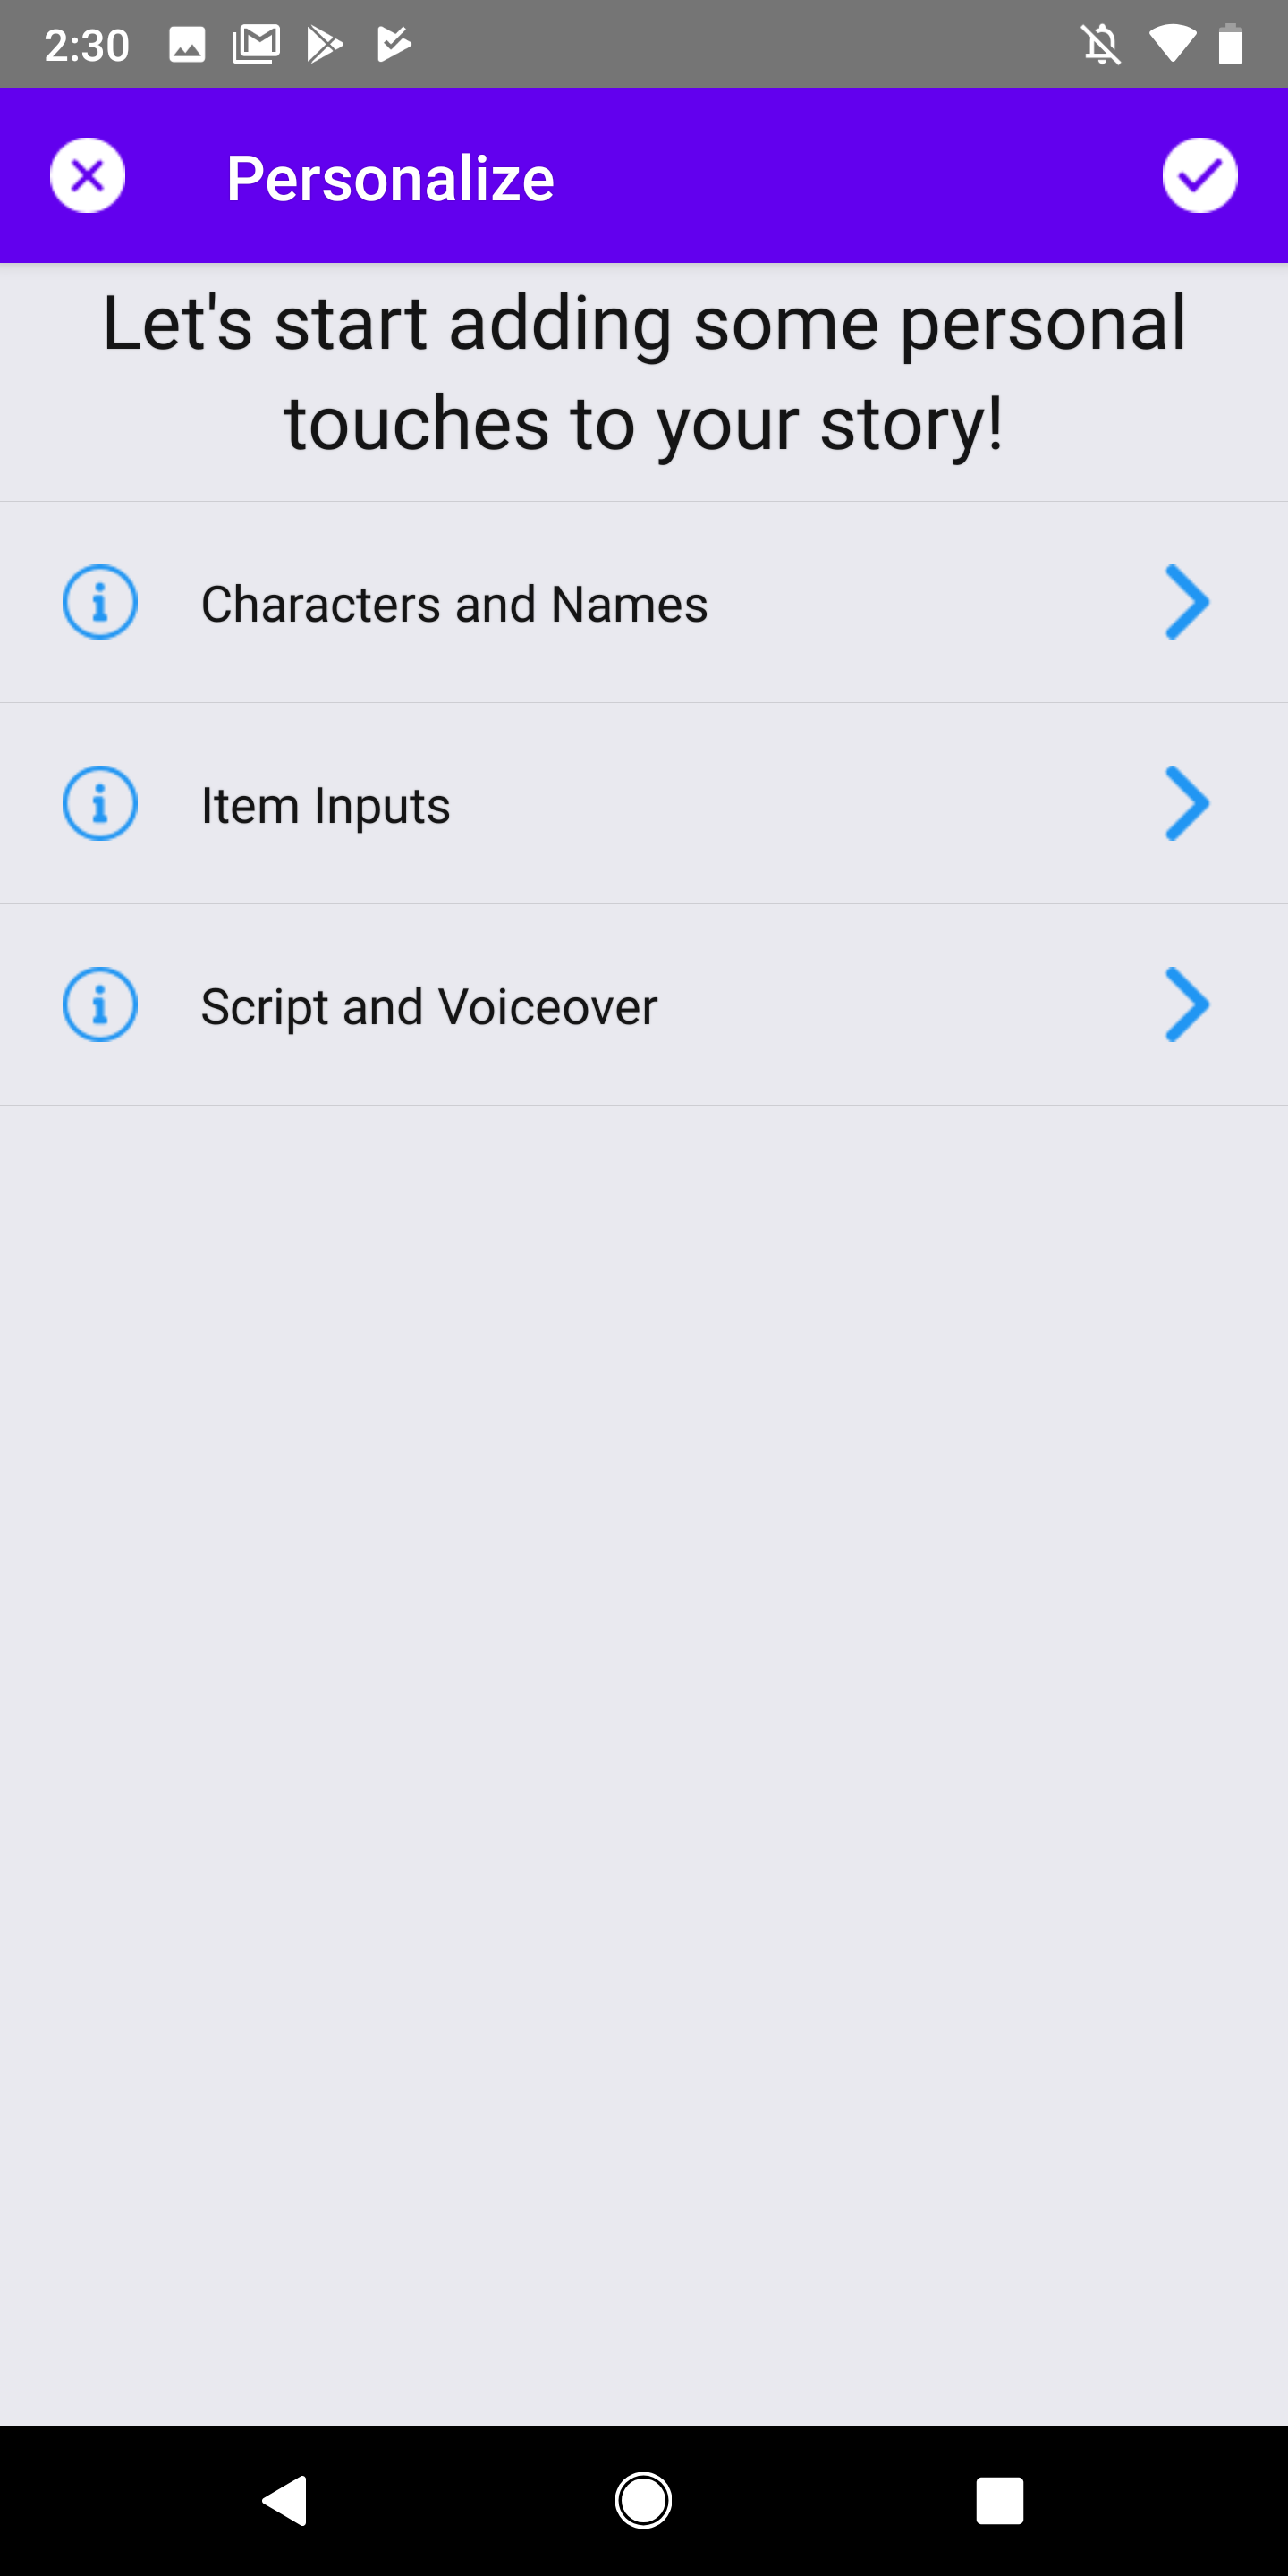 2:30
Personalize
Let's start adding some personal
touches to your story!
Characters and Names
Item Inputs
Script and Voiceover